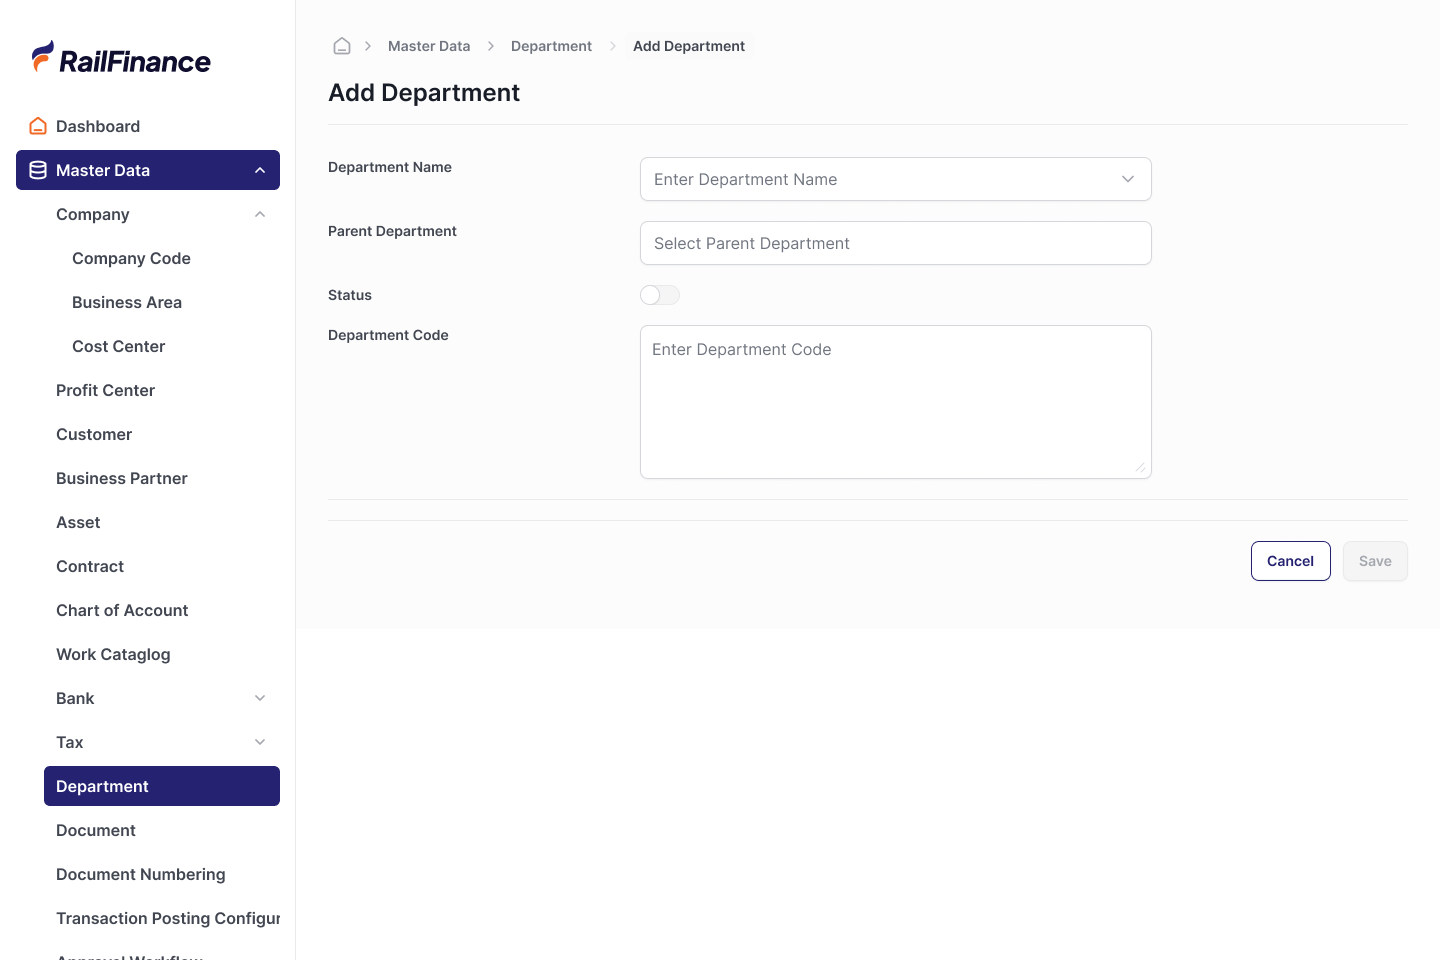 RailFinance
Dashboard
Master Data
Company
Company Code
Business Area
Cost Center
Profit Center
Customer
Business Partner
Asset
Contract
Chart of Account
Work Cataglog
Bank
Tax
Department
Document
Document Numbering
Transaction Posting Configur
Approval Workflow
Master Data
Department
Add Department
Add Department
Department Name
Enter Department Name
Parent Department
Select Parent Department
Status
Department Code
Enter Department Code
Cancel
Save